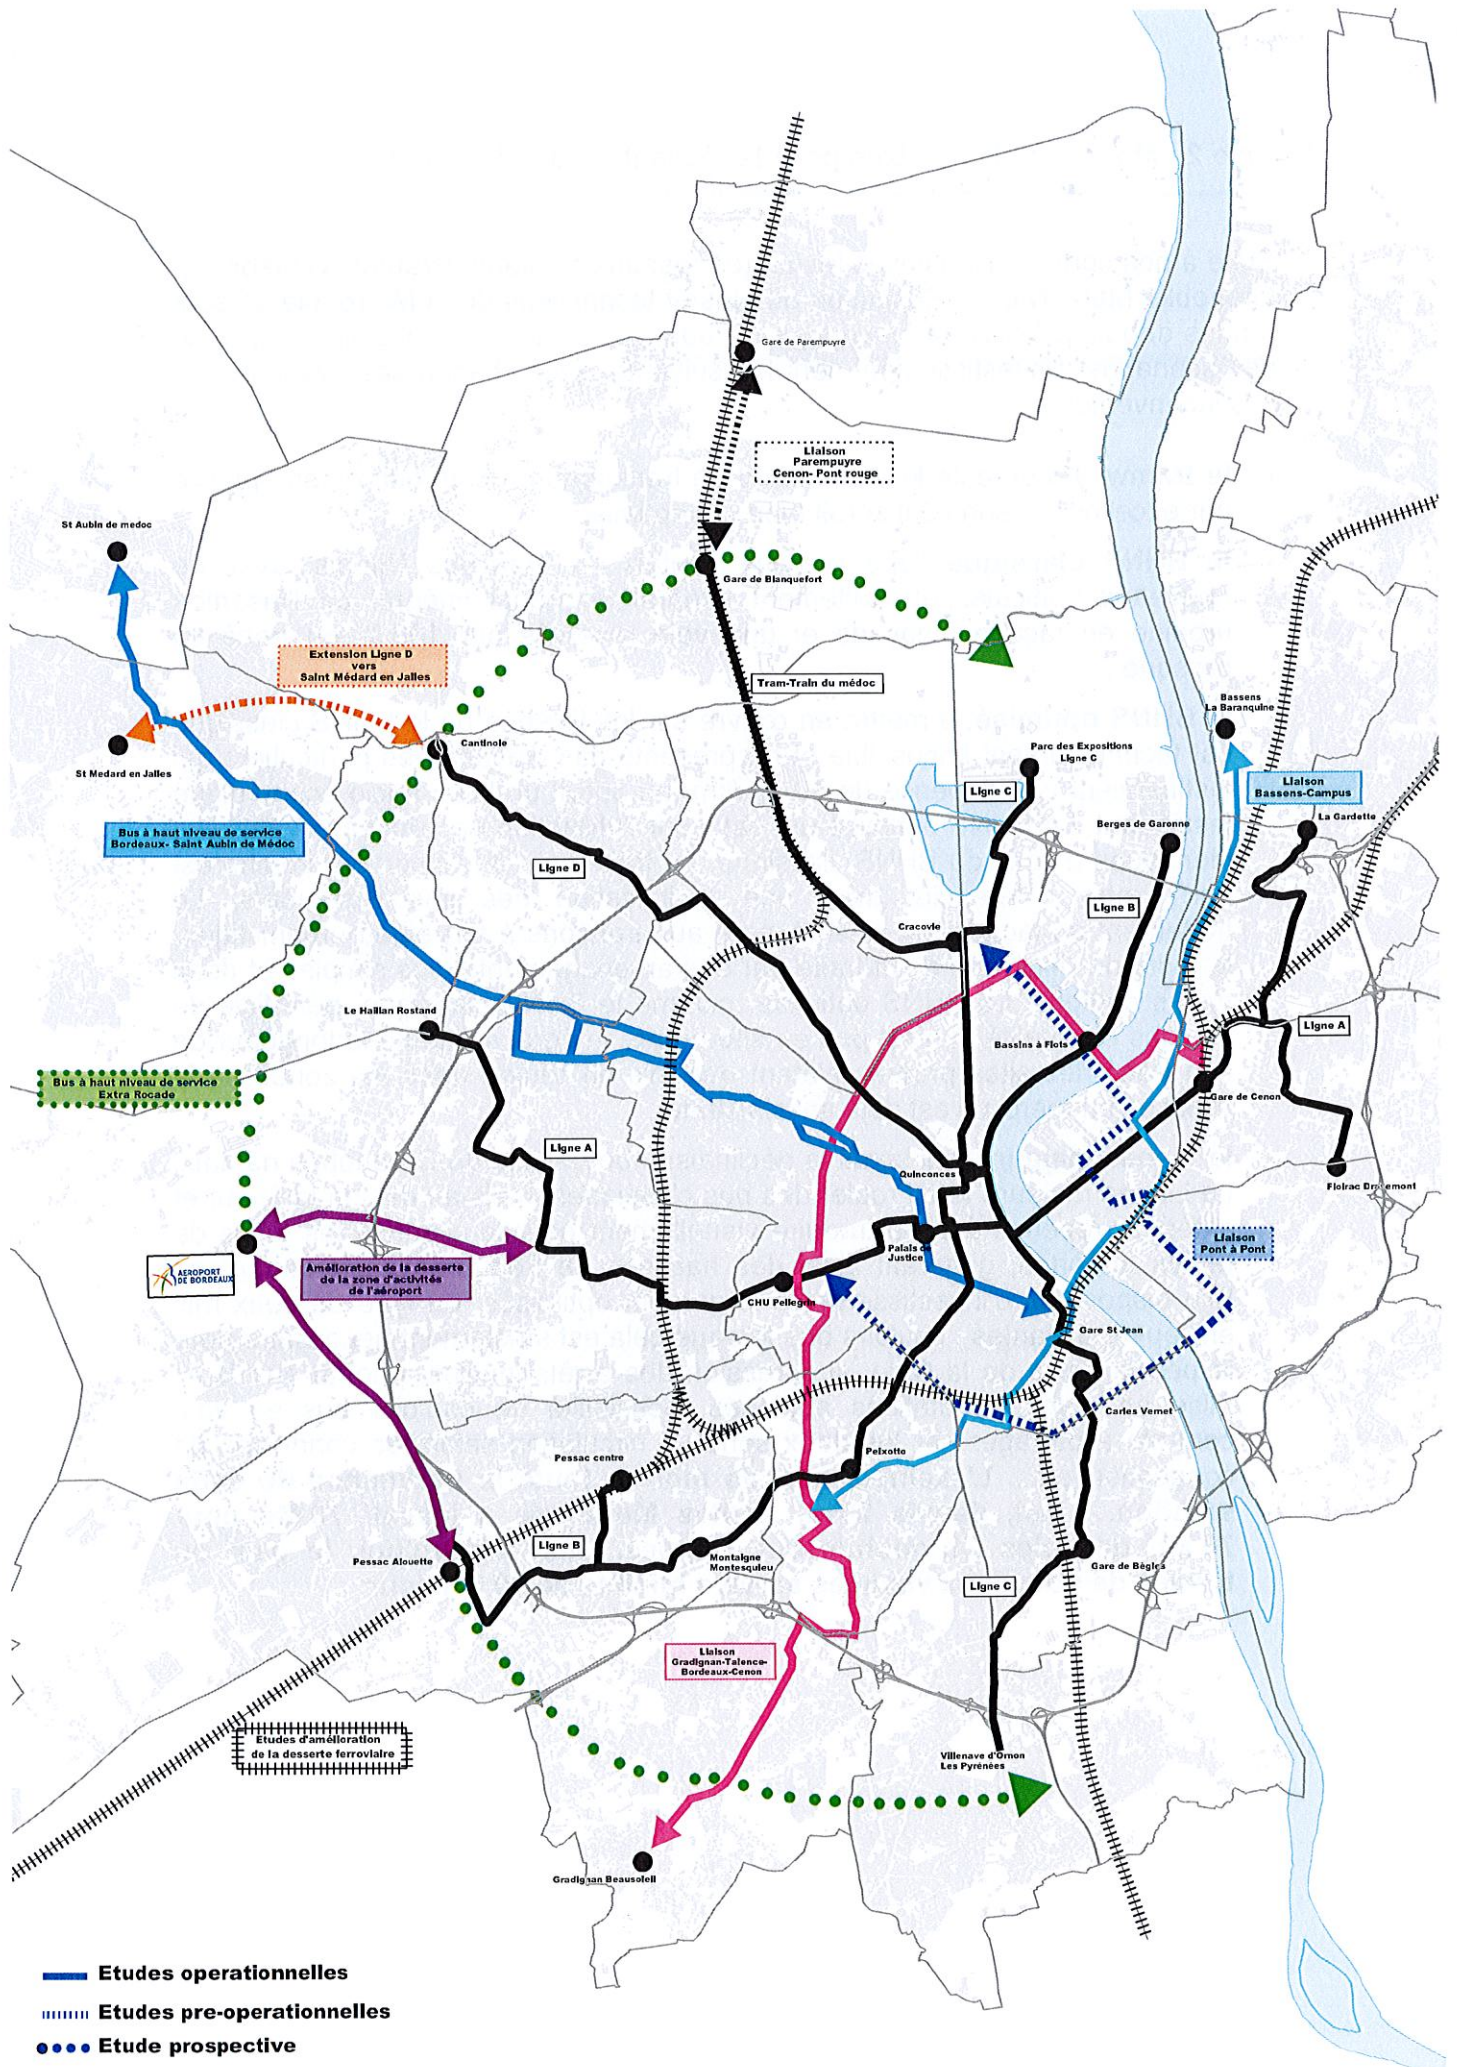 Gare de Parempuyre
Liaison
Parempuyre
Cenon- Pont rouge
St Aubin de medoc
Gare de Blanquefort
Extension Ligne D
vers
Saint Médard en Jalles
Tram-Train du médoc
Bassens
La Baranquine
Cantinole
St Medard en Jalles
Parc des Expositions
Ligne C
Liaison
Bassens-Campus
Ligne C
La Gardette
Berges de Garonne
Bus à haut niveau de service
Bordeaux- Saint Aubin de Médoc
Ligne D
Ligne B
Cracovie
Le Haillan Rostand
Ligne A
Bassins à Flots
Bus à haut niveau de service
Extra Rocade
Gare de Cenon
Ligne A
Quinconces
Floirac Dravemont
Palais de
Justice
Liaison
Pont à Pont
AEROPORT
DE BORDEAUX
Amélioration de la desserte
de la zone d'activités
de l'aéroport
CHU Pellegrin
Gare St Jean
Carles Vernet
Peixotto
Pessac centre
Ligne B
Pessac Alouette
Montaigne
Montesquieu
Gare de Bègles
Ligne C
Liaison
Gradignan-Talence-
Bordeaux-Cenon
Etudes d'amélioration
de la desserte ferroviaire
Villenave d'Ornon
Les Pyrénées
Gradignan Beausoleil
Etudes operationnelles
Etudes pre-operationnelles
Etude prospective